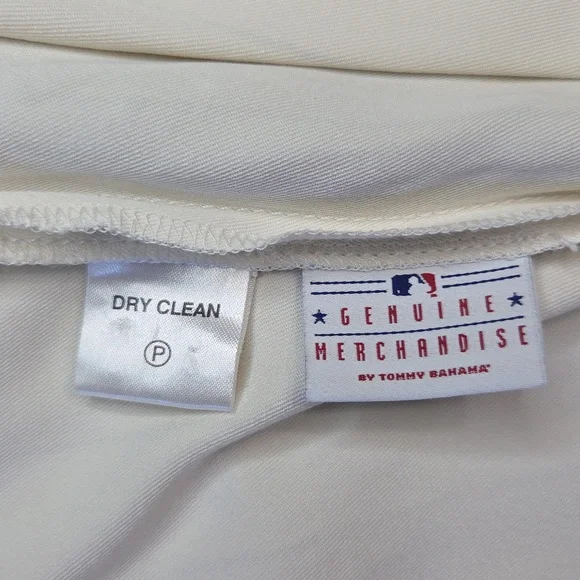 DRY CLEAN
P
GENUINE
MERCHANDISE
BY TOMMY BAHAMA®